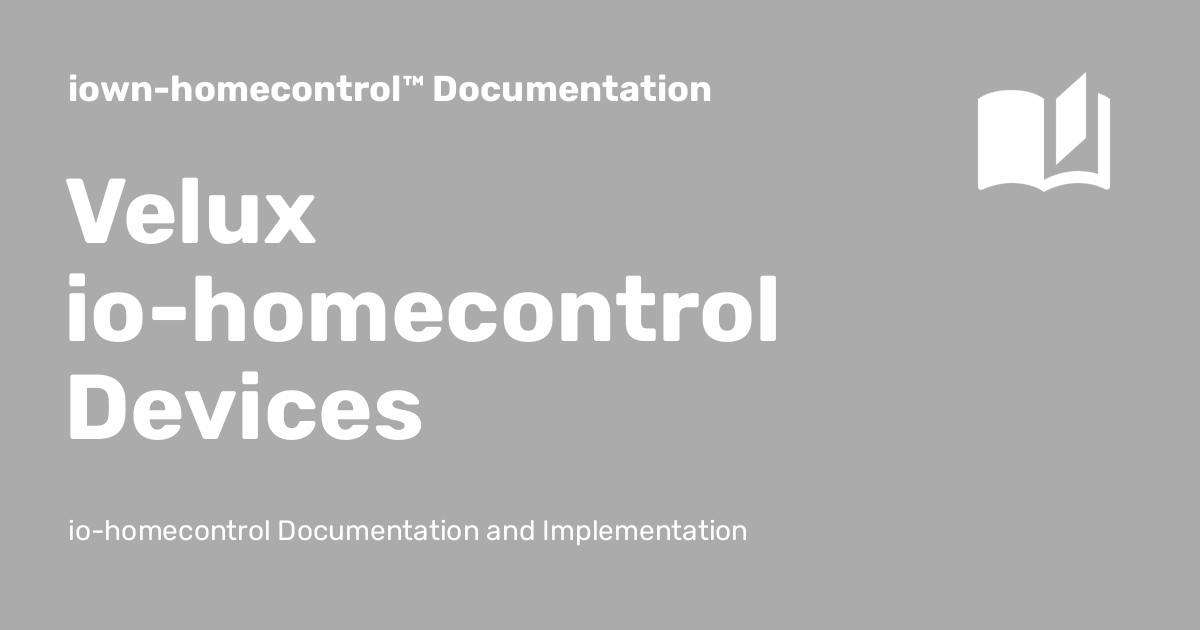 iown-homecontrol™ Documentation
Velux
io-homecontrol
Devices
io-homecontrol Documentation and Implementation